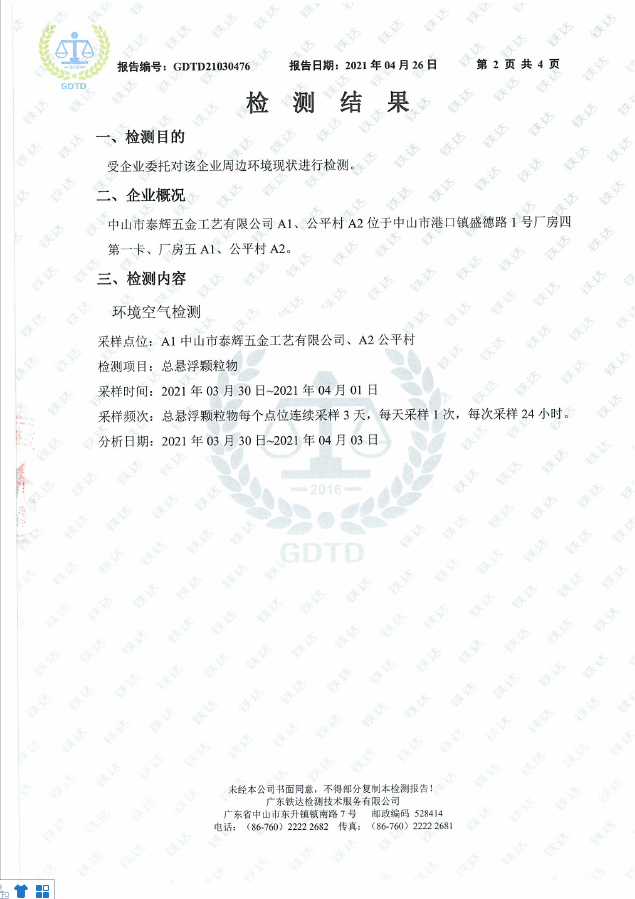 GDTD
报告编号：GDTD21030476 报告日期：2021 年 04 月 26 日 第 2 页 共 4 页
检 测 结 果
一、检测目的
受企业委托对该企业周边环境现状进行检测。
二、企业概况
中山市泰辉五金工艺有限公司 A1、公平村 A2 位于中山市港口镇盛德路 1 号厂房四
第一卡、厂房五 A1、公平村 A2。
三、检测内容
环境空气检测
采样点位：A1 中山市泰辉五金工艺有限公司、A2 公平村
检测项目：总悬浮颗粒物
采样时间：2021 年 03 月 30 日~2021 年 04 月 01 日
采样频次：总悬浮颗粒物每个点位连续采样 3 天，每天采样 1 次，每次采样 24 小时。
分析日期：2021 年 03 月 30 日~2021 年 04 月 03 日
2016
GDTD
未经本公司书面同意，不得部分复制本检测报告！
广东铁达检测技术服务有限公司
广东省中山市东升镇镇南路 7 号 邮政编码 528414
电话：（86-760）2222 2682 传真：（86-760）2222 2681